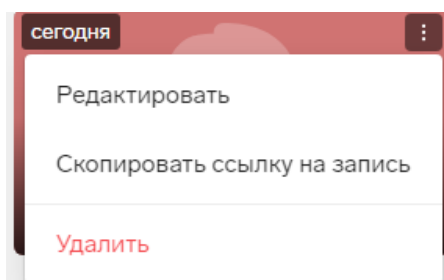 сегодня
Редактировать
Скопировать ссылку на запись
Удалить